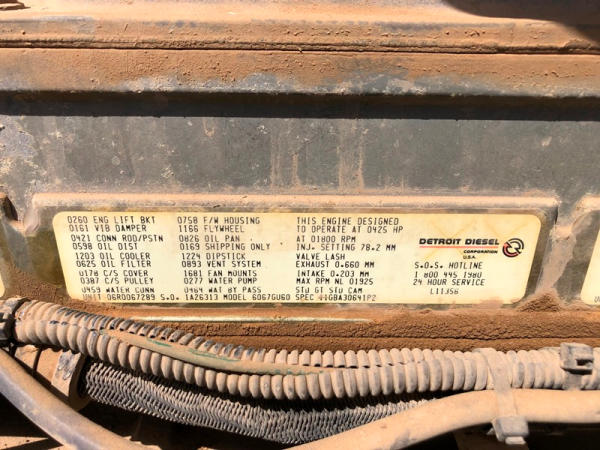 0260 ENG LIFT BKT
0161 VIB DAMPER
0421 CONN ROD/PSTN
0598 OIL DIST
1203 OIL COOLER
0625 OIL FILTER
0178 C/S COVER
0387 C/S PULLEY
0459 WATER CONN
0758 F/W HOUSING
1166 FLYWHEEL
0826 OIL PAN
0169 SHIPPING ONLY
1224 DIPSTICK
0893 VENT SYSTEM
1681 FAN MOUNTS
0277 WATER PUMP
0464 WAT BY PASS
THIS ENGINE DESIGNED
TO OPERATE AT 0425 HP
AT 01800 RPM
INJ. SETTING 78.2 MM
VALVE LASH
EXHAUST 0.660 MM
INTAKE 0.203 MM
MAX RPM NL 01925
STD GT STD CAM
UNIT 06R0067289 S.O. 1A26313 MODEL 6067GU60 SPEC 41GBA30641P2
DETROIT DIESEL
CORPORATION
U.S.A.
S.O.S. HOTLINE
1 800 445 1980
24 HOUR SERVICE
L11356